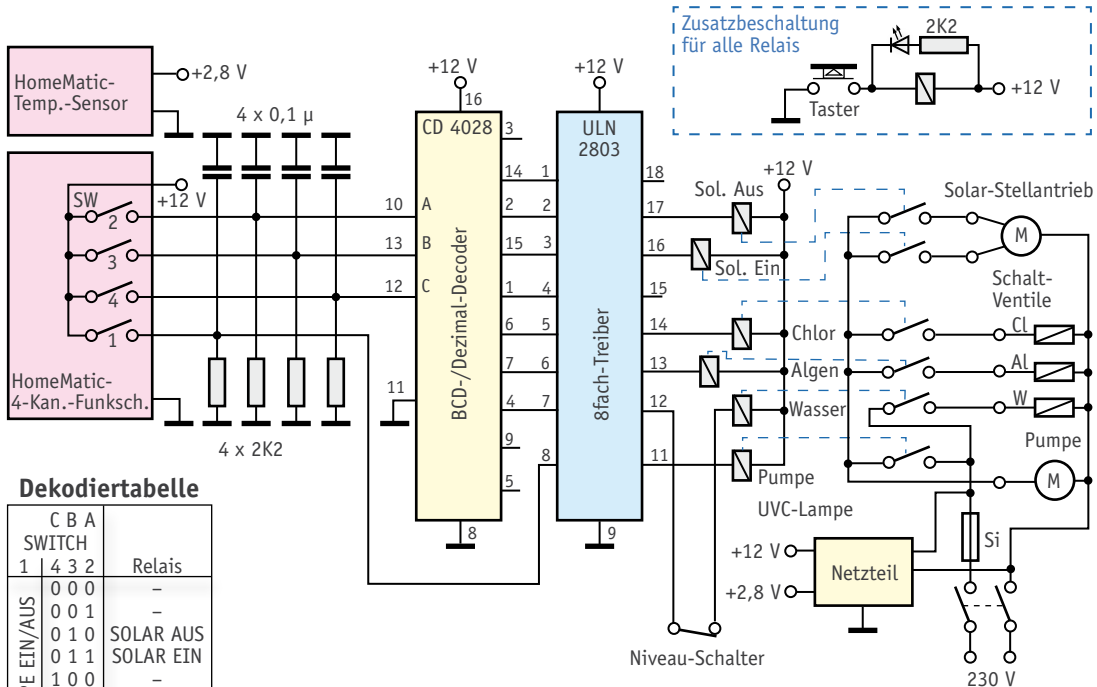 Zusatzbeschaltung
für alle Relais
2K2
Taster
+12 V
HomeMatic-
Temp.-Sensor
+2,8 V
4 x 0,1 µ
SW
+12 V
2
3
4
1
HomeMatic-
4-Kan.-Funksch.
4 x 2K2
+12 V
16
CD 4028
BCD-/Dezimal-Decoder
10 A
13 B
12 C
11
3
14
2
15
1
6
7
4
9
5
8
+12 V
ULN
2803
8fach-Treiber
1
2
3
4
5
6
7
8
18
17
16
15
14
13
12
11
9
+12 V
Sol. Aus
Sol. Ein
Chlor
Algen
Wasser
Pumpe
Solar-Stellantrieb
M
Schalt-
Ventile
Cl
Al
W
Pumpe
M
UVC-Lampe
+12 V
+2,8 V
Netzteil
Si
230 V
Niveau-Schalter
Dekodiertabelle
C B A
SWITCH
1 4 3 2 Relais
0 0 0 –
0 0 1 –
0 1 0 SOLAR AUS
0 1 1 SOLAR EIN
1 0 0 –
EIN/AUS